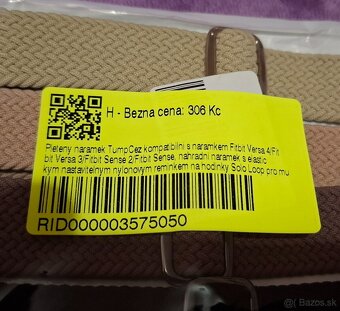 H - Bezna cena: 306 Kc
Pleteny naramek TumpCez kompatibilni s naramkem Fitbit Versa 4/Fit
bit Versa 3/Fitbit Sense 2/Fitbit Sense, nahradni naramek s elastic
kym nastavitelnym nylonovym reminkem na hodinky Solo Loop pro mu
RID000003575050
bazos.sk